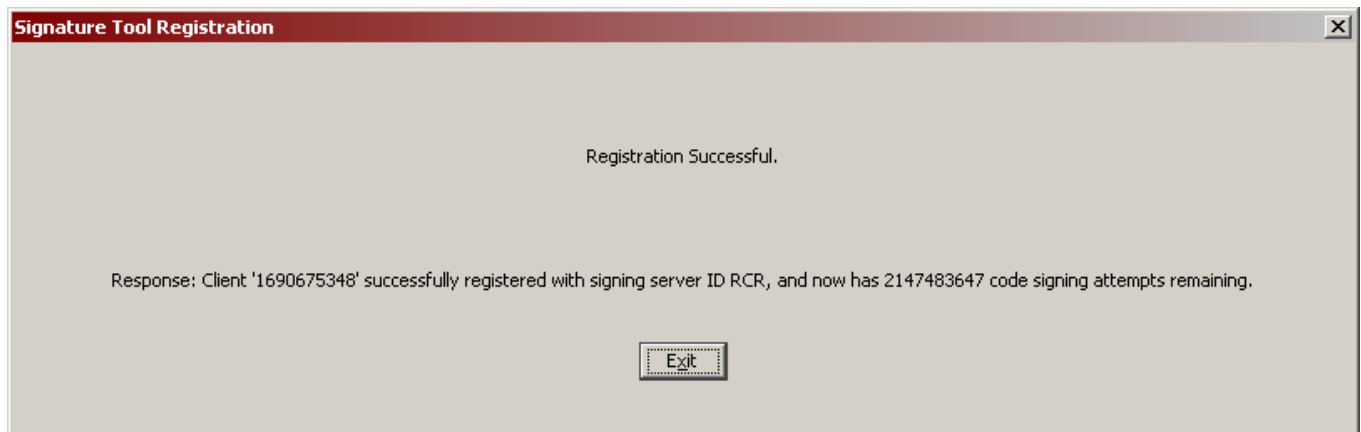 Signature Tool Registration
Registration Successful.
Response: Client '1690675348' successfully registered with signing server ID RCR, and now has 2147483647 code signing attempts remaining.
Exit